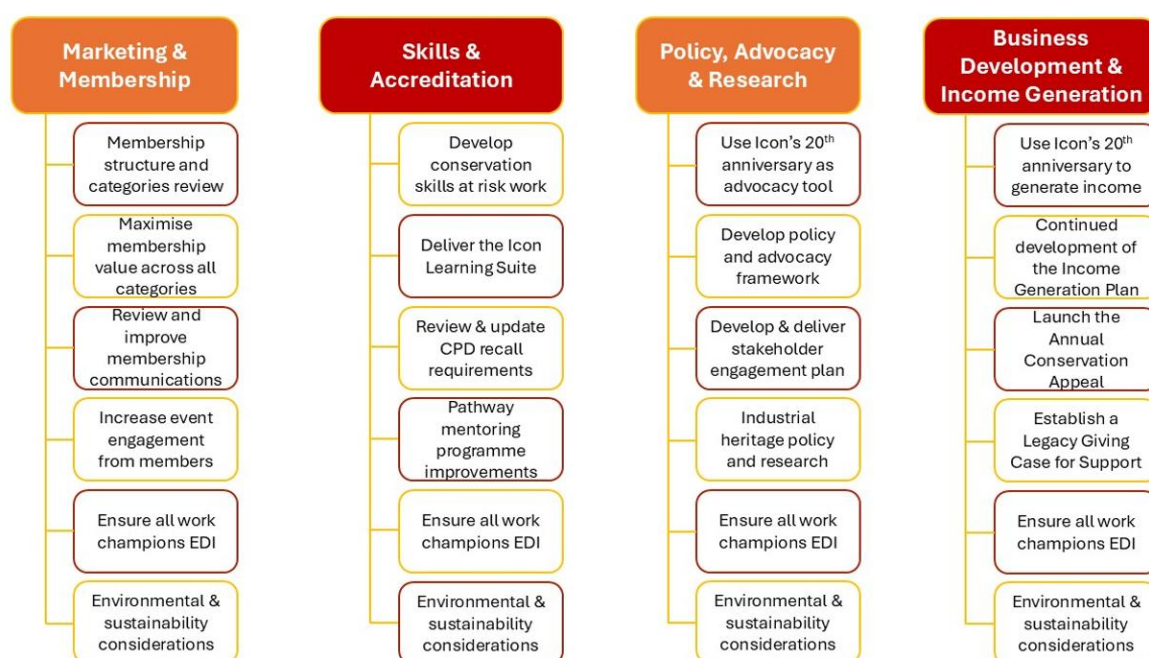 Marketing &
Membership
Membership
structure and
categories review
Maximise
membership
value across all
categories
Review and
improve
membership
communications
Increase event
engagement
from members
Ensure all work
champions EDI
Environmental &
sustainability
considerations
Skills &
Accreditation
Develop
conservation
skills at risk work
Deliver the Icon
Learning Suite
Review & update
CPD recall
requirements
Pathway
mentoring
programme
improvements
Ensure all work
champions EDI
Environmental &
sustainability
considerations
Policy, Advocacy
& Research
Use Icon’s 20th
anniversary as
advocacy tool
Develop policy
and advocacy
framework
Develop & deliver
stakeholder
engagement plan
Industrial
heritage policy
and research
Ensure all work
champions EDI
Environmental &
sustainability
considerations
Business
Development &
Income Generation
Use Icon’s 20th
anniversary to
generate income
Continued
development of
the Income
Generation Plan
Launch the
Annual
Conservation
Appeal
Establish a
Legacy Giving
Case for Support
Ensure all work
champions EDI
Environmental &
sustainability
considerations